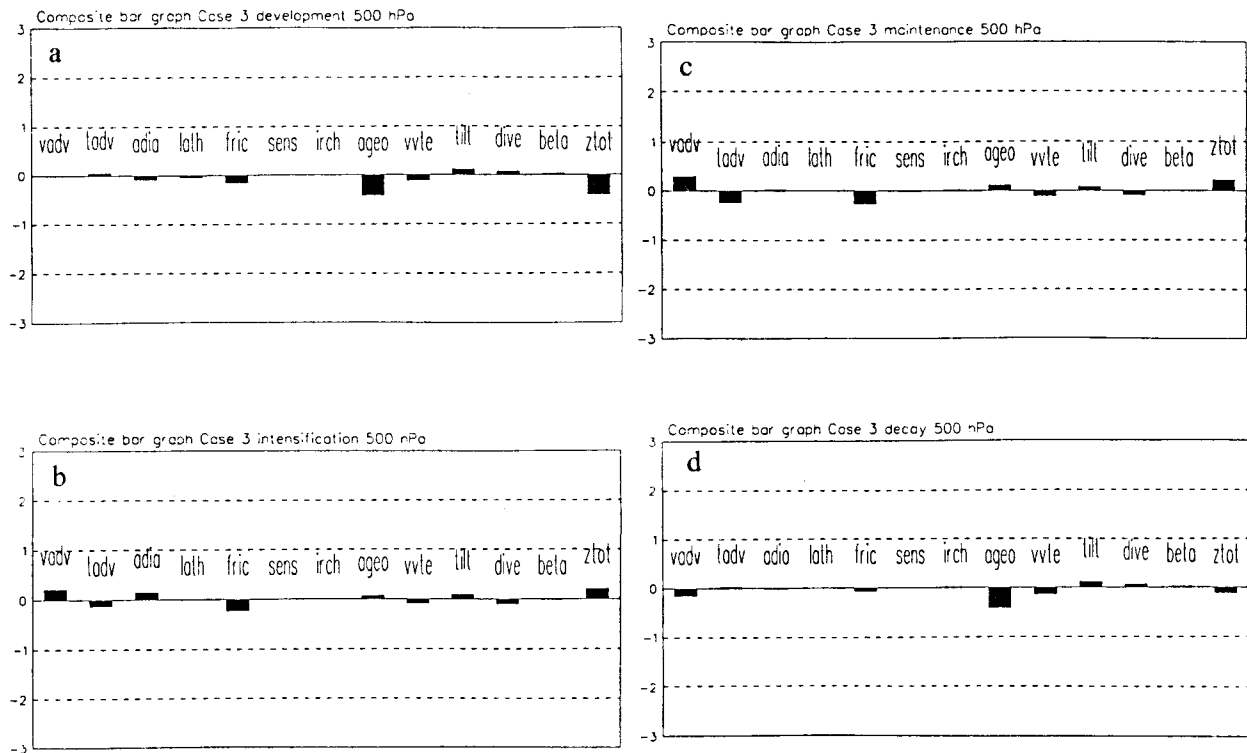 Composite bar graph Case 3 development 500 hPa
a
3
2
1
0
-1
-2
-3
vadv tadv adia lath fric sens irch ageo vvte tilt dive beta ztot
Composite bar graph Case 3 maintenance 500 hPa
c
3
2
1
0
-1
-2
-3
vadv tadv adia lath fric sens irch ageo vvte tilt dive beta ztot
Composite bar graph Case 3 intensification 500 hPa
b
3
2
1
0
-1
-2
-3
vadv tadv adia lath fric sens irch ageo vvte tilt dive beta ztot
Composite bar graph Case 3 decay 500 hPa
d
3
2
1
0
-1
-2
-3
vadv tadv adia lath fric sens irch ageo vvte tilt dive beta ztot